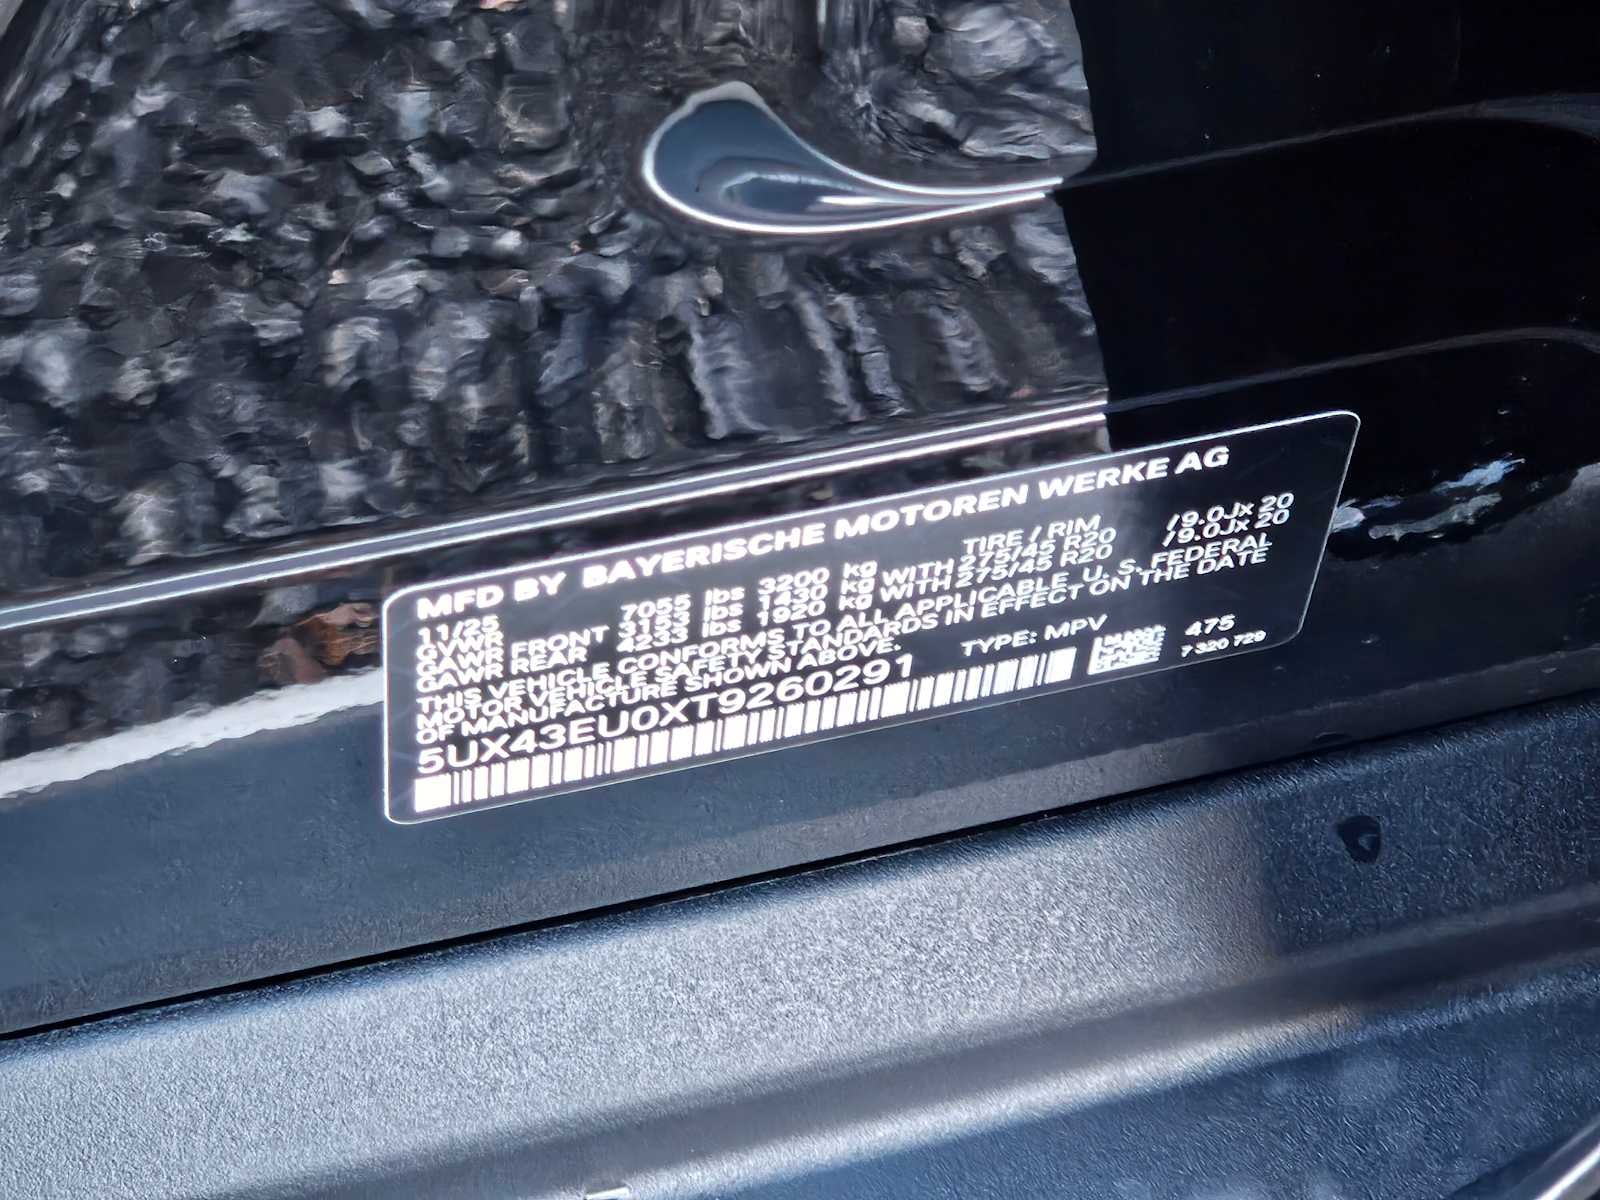 MFD BY BAYERISCHE MOTOREN WERKE AG
11/25 TIRE / RIM
GVWR 7055 lbs 3200 kg
GAWR FRONT 3153 lbs 1430 kg WITH 275/45 R20 /9.0Jx 20
GAWR REAR 4233 lbs 1920 kg WITH 275/45 R20 /9.0Jx 20
THIS VEHICLE CONFORMS TO ALL APPLICABLE U. S. FEDERAL
MOTOR VEHICLE SAFETY STANDARDS IN EFFECT ON THE DATE
OF MANUFACTURE SHOWN ABOVE.
5UX43EU0XT9260291 TYPE: MPV 475
7 320 729